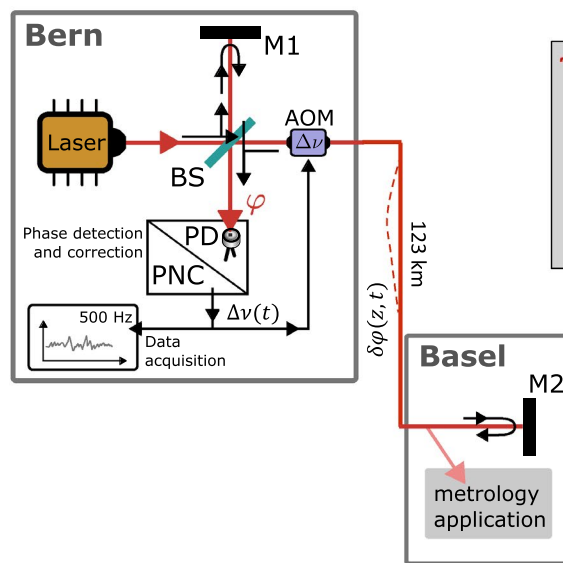 Bern
M1
Laser
AOM
Δν
BS
φ
Phase detection
and correction
PD
PNC
Δν(t)
500 Hz
Data
acquisition
123 km
δφ(z,t)
Basel
M2
metrology
application